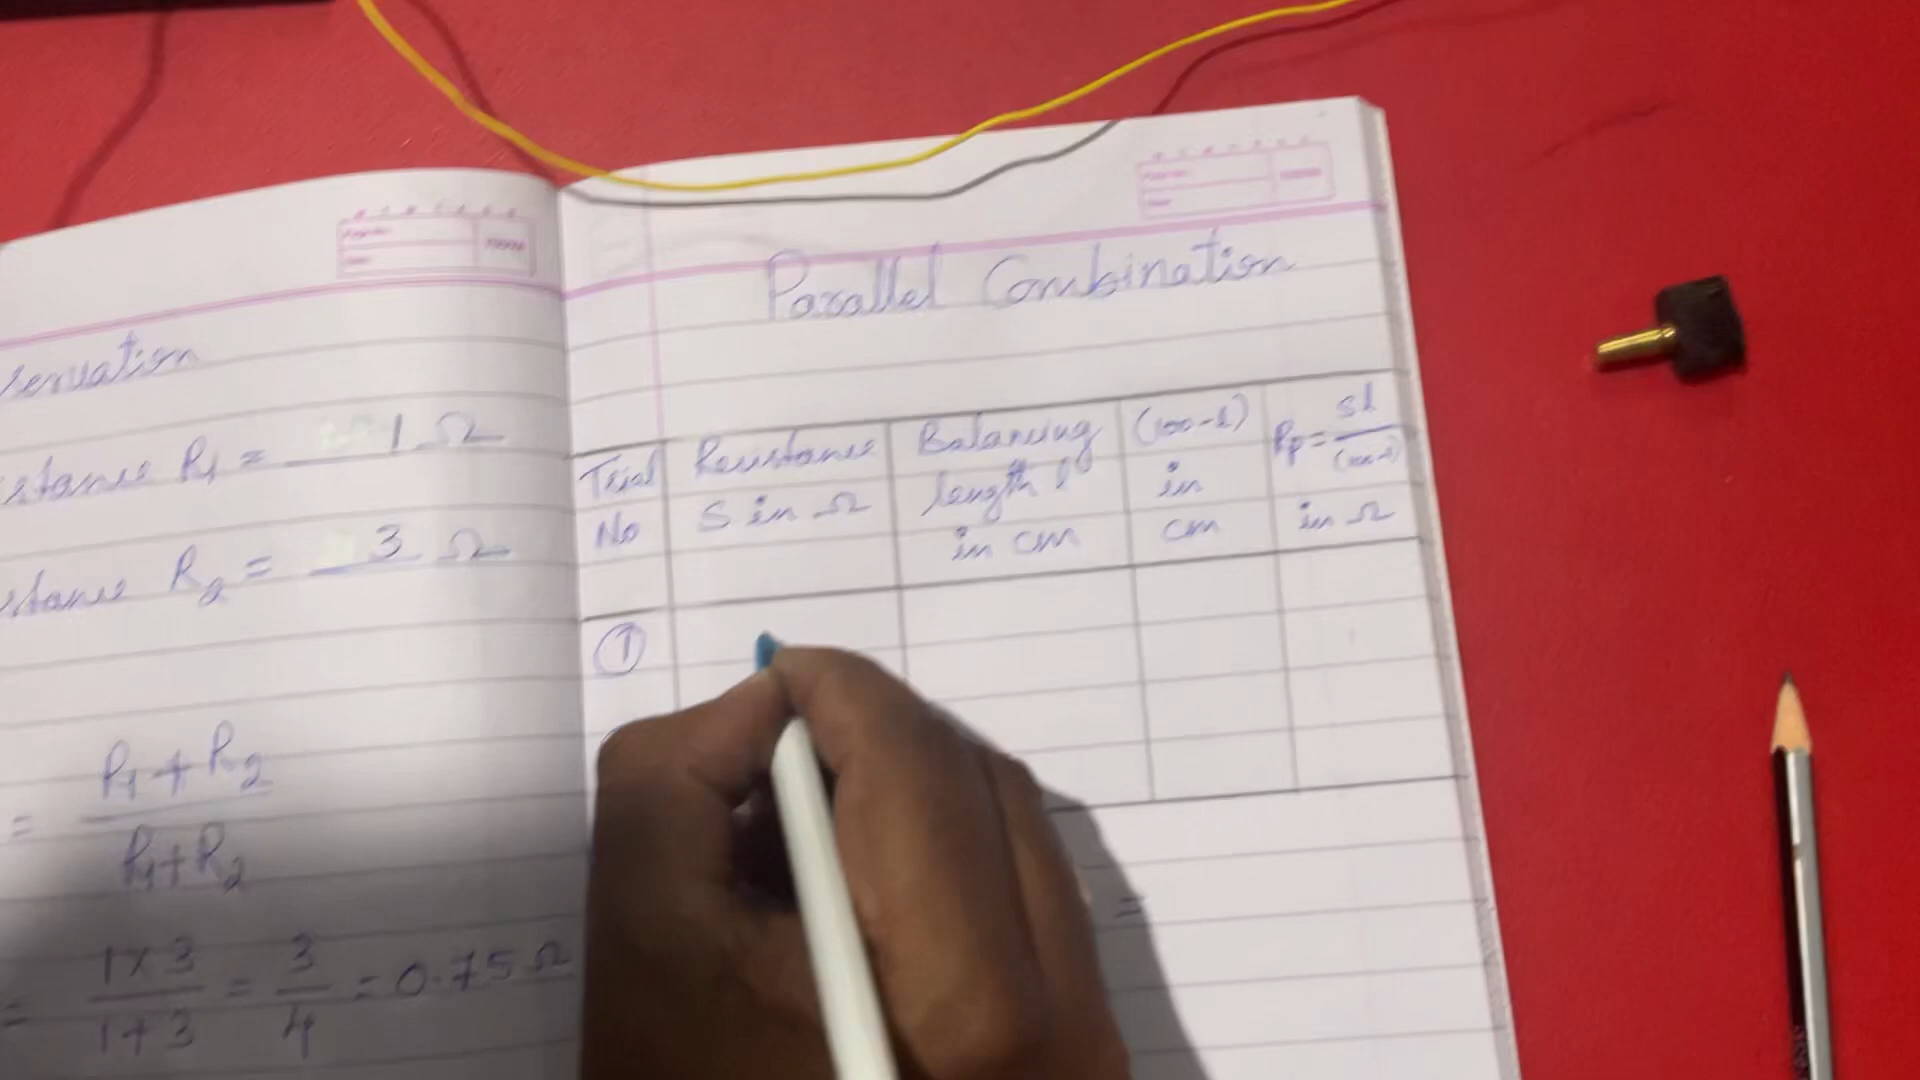 servation
stance R1 = 1 Ω
stance R2 = 3 Ω
= R1 + R2
R1 + R2
= 1 x 3
1 + 3
= 3
4
= 0.75 Ω
Parallel Combination
Trial
No
Resistance
S in Ω
Balancing
length l
in cm
(100-l)
in
cm
Rp = sl
(100-l)
in Ω
1
=